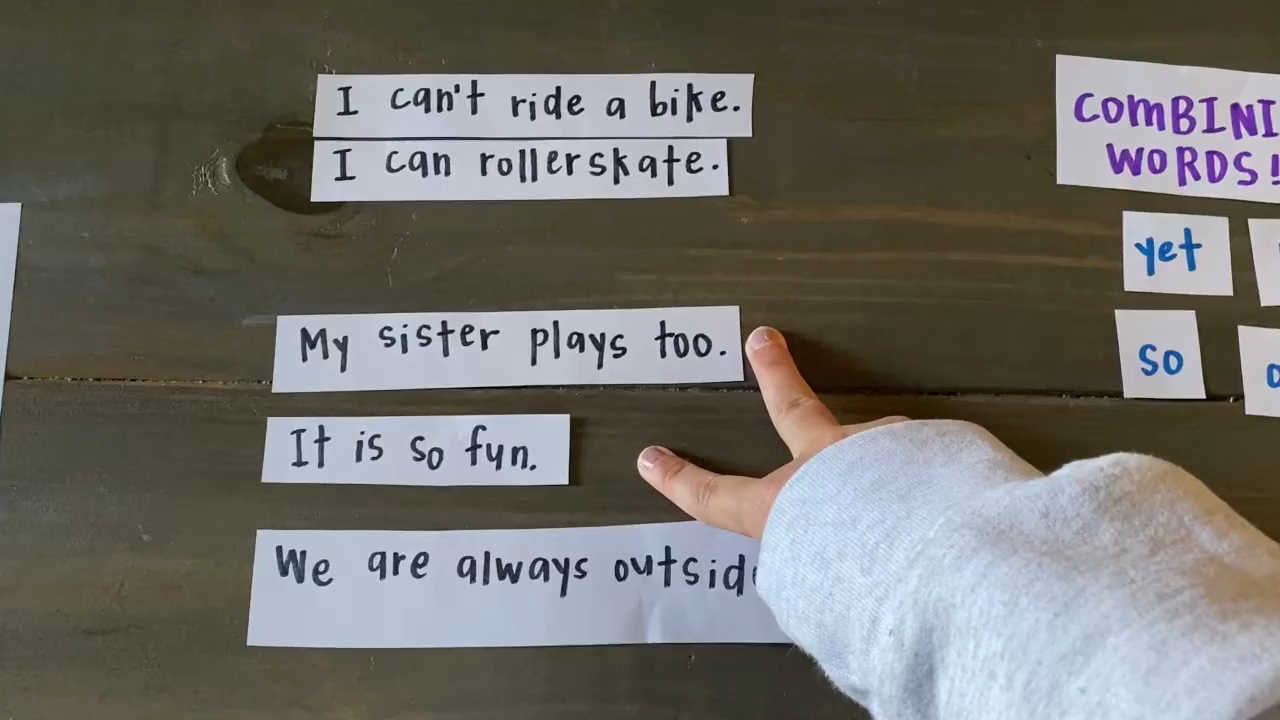 I can't ride a bike.
I can rollerskate.
My sister plays too.
It is so fun.
We are always
COMBINI
WORDS!
yet
so